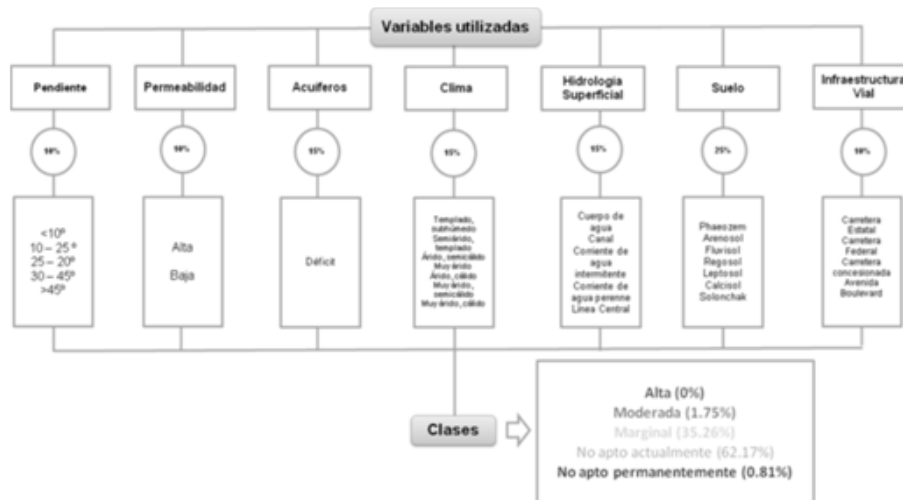 Variables utilizadas
Pendiente
Permeabilidad
Acuíferos
Clima
Hidrología
Superficial
Suelo
Infraestructura
Vial
10%
10%
15%
15%
15%
25%
10%
<10º
10 – 25 º
25 – 20º
30 – 45º
>45º
Alta
Baja
Déficit
Templado,
subhúmedo
Semiárido,
templado
Árido, semicálido
Muy árido
Árido, cálido
Muy árido,
semicálido
Muy árido, cálido
Cuerpo de
agua
Canal
Corriente de
agua
intermitente
Corriente de
agua perenne
Línea Central
Phaeozem
Arenosol
Fluvisol
Regosol
Leptosol
Calcisol
Solonchak
Carretera
Estatal
Carretera
Federal
Carretera
concesionada
Avenida
Boulevard
Clases
Alta (0%)
Moderada (1.75%)
Marginal (35.26%)
No apto actualmente (62.17%)
No apto permanentemente (0.81%)